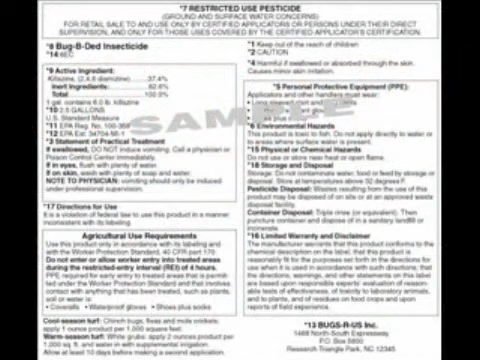 *7 RESTRICTED USE PESTICIDE
(GROUND AND SURFACE WATER CONCERNS)
FOR RETAIL SALE TO AND USE ONLY BY CERTIFIED APPLICATORS OR PERSONS UNDER THEIR DIRECT
SUPERVISION, AND ONLY FOR THOSE USES COVERED BY THE CERTIFIED APPLICATOR'S CERTIFICATION.
*8 Bug-B-Ded Insecticide
*14 6EC
*9 Active Ingredient:
Killzine, (2 X 6 diamizine) ........37.4%
Inert Ingredients: ........62.6%
Total ........100.0%
1 gal. contains 6.0 lb. killzine
*10 2.5 GALLONS
U.S. Standard Measure
*11 EPA Reg. No. 100-35
*12 EPA Est. 34704-NI-1
*3 Statement of Practical Treatment
If swallowed, DO NOT induce vomiting. Call a physician or
Poison Control Center immediately.
If in eyes, flush with plenty of water.
If on skin, wash with plenty of soap and water.
NOTE TO PHYSICIAN: vomiting should only be induced
under professional supervision.
*17 Directions for Use
It is a violation of federal law to use this product in a manner
inconsistent with its labeling.
Agricultural Use Requirements
Use this product only in accordance with its labeling and
with the Worker Protection Standard, 40 CFR part 170.
Do not enter or allow worker entry into treated areas
during the restricted-entry interval (REI) of 4 hours.
PPE required for early entry to treated areas that is permit-
ted under the Worker Protection Standard and that involves
contact with anything that has been treated, such as plants,
soil or water is:
• Coveralls • Waterproof gloves • Shoes plus socks
Cool-season turf: Chinch bugs, fleas and mole crickets:
apply 1 ounce product per 1,000 square feet.
Warm-season turf: White grubs: apply 2 ounces product per
1,000 sq. ft. and water in with supplemental irrigation.
Allow at least 10 days before making a second application.
*1 Keep out of the reach of children
*2 CAUTION
*4 Harmful if swallowed or absorbed through the skin.
Causes minor skin irritation.
*5 Personal Protective Equipment (PPE):
Applicators and other handlers must wear:
• Long sleeved shirt and
*6 Environmental Hazards
This product is toxic to fish. Do not apply directly to water or
to areas where surface water is present.
*15 Physical or Chemical Hazards
Do not use or store near heat or open flame.
*18 Storage and Disposal
Storage: Do not contaminate water, food or feed by storage or
disposal. Store at temperatures above 32 degrees F.
Pesticide Disposal: Wastes resulting from the use of this
product may be disposed of on site or at an approved waste
disposal facility.
Container Disposal: Triple rinse (or equivalent). Then
puncture container and dispose of in a sanitary landfill or
incinerate
*16 Limited Warranty and Disclaimer
The manufacturer warrants that this product conforms to the
chemical description on the label; that the product is
reasonably fit for the purposes set forth in the directions for
use when it is used in accordance with such directions; that
the directions, warnings, and other statements on this label
are based upon responsible experts' evaluation of reason-
able tests of effectiveness, of toxicity to laboratory animals,
and to plants, and of residues on food crops and upon
reports of field experience.
*13 BUGS-R-US Inc.
1488 North-South Expressway
P.O. Box 5800
Research Triangle Park, NC 12345
SAMPLE